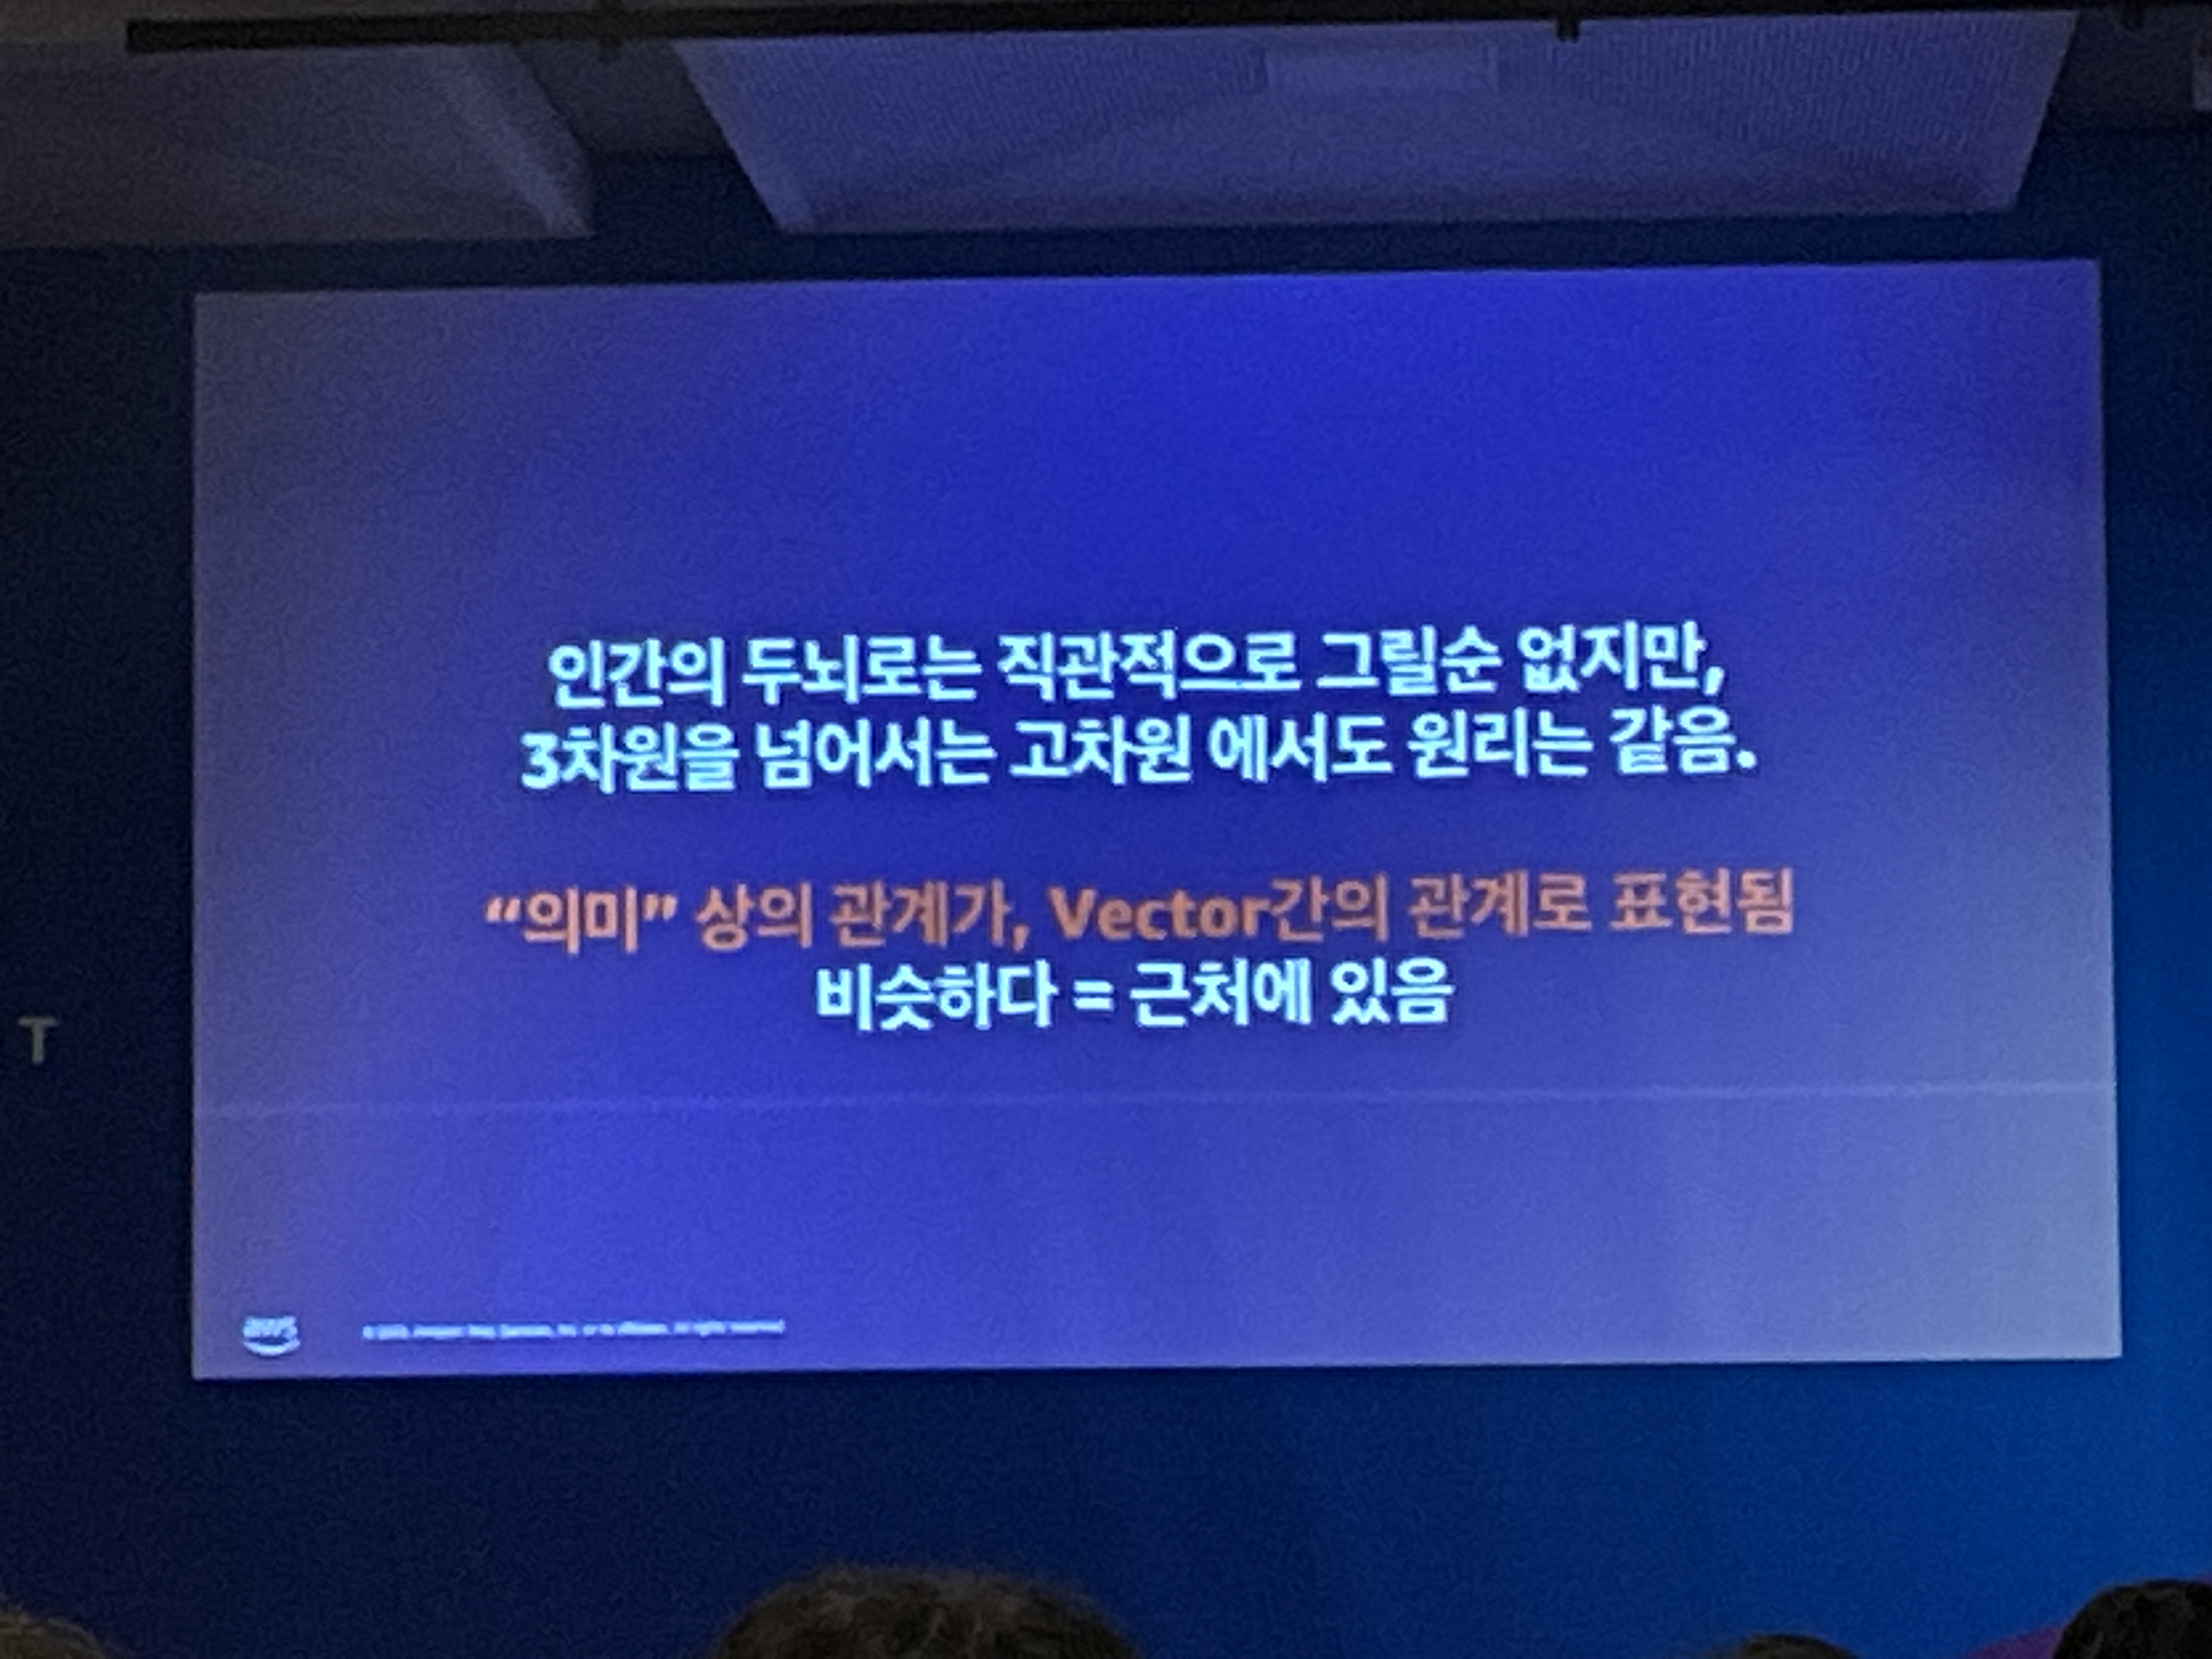 인간의 두뇌로는 직관적으로 그릴순 없지만,
3차원을 넘어서는 고차원 에서도 원리는 같음.
“의미” 상의 관계가, Vector간의 관계로 표현됨
비슷하다 = 근처에 있음
T
aws